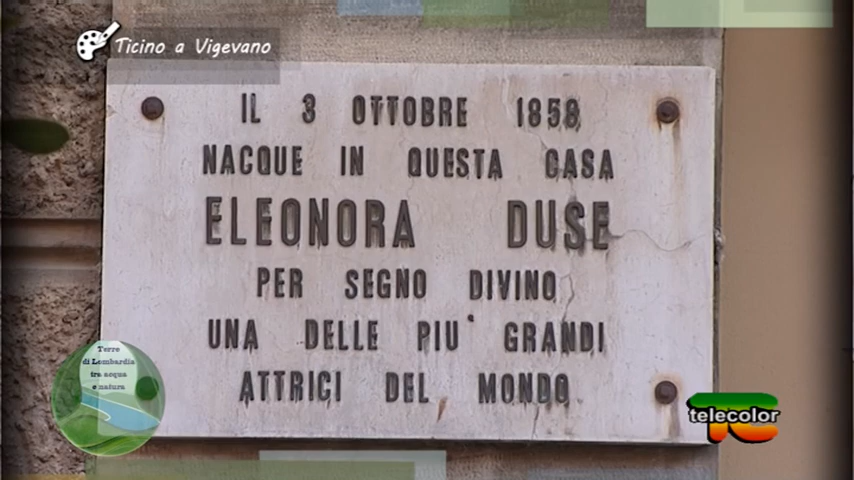 Ticino a Vigevano
IL 3 OTTOBRE 1858
NACQUE IN QUESTA CASA
ELEONORA DUSE
PER SEGNO DIVINO
UNA DELLE PIU' GRANDI
ATTRICI DEL MONDO
Terre
di Lombardia
tra acqua
e natura
telecolor
TC